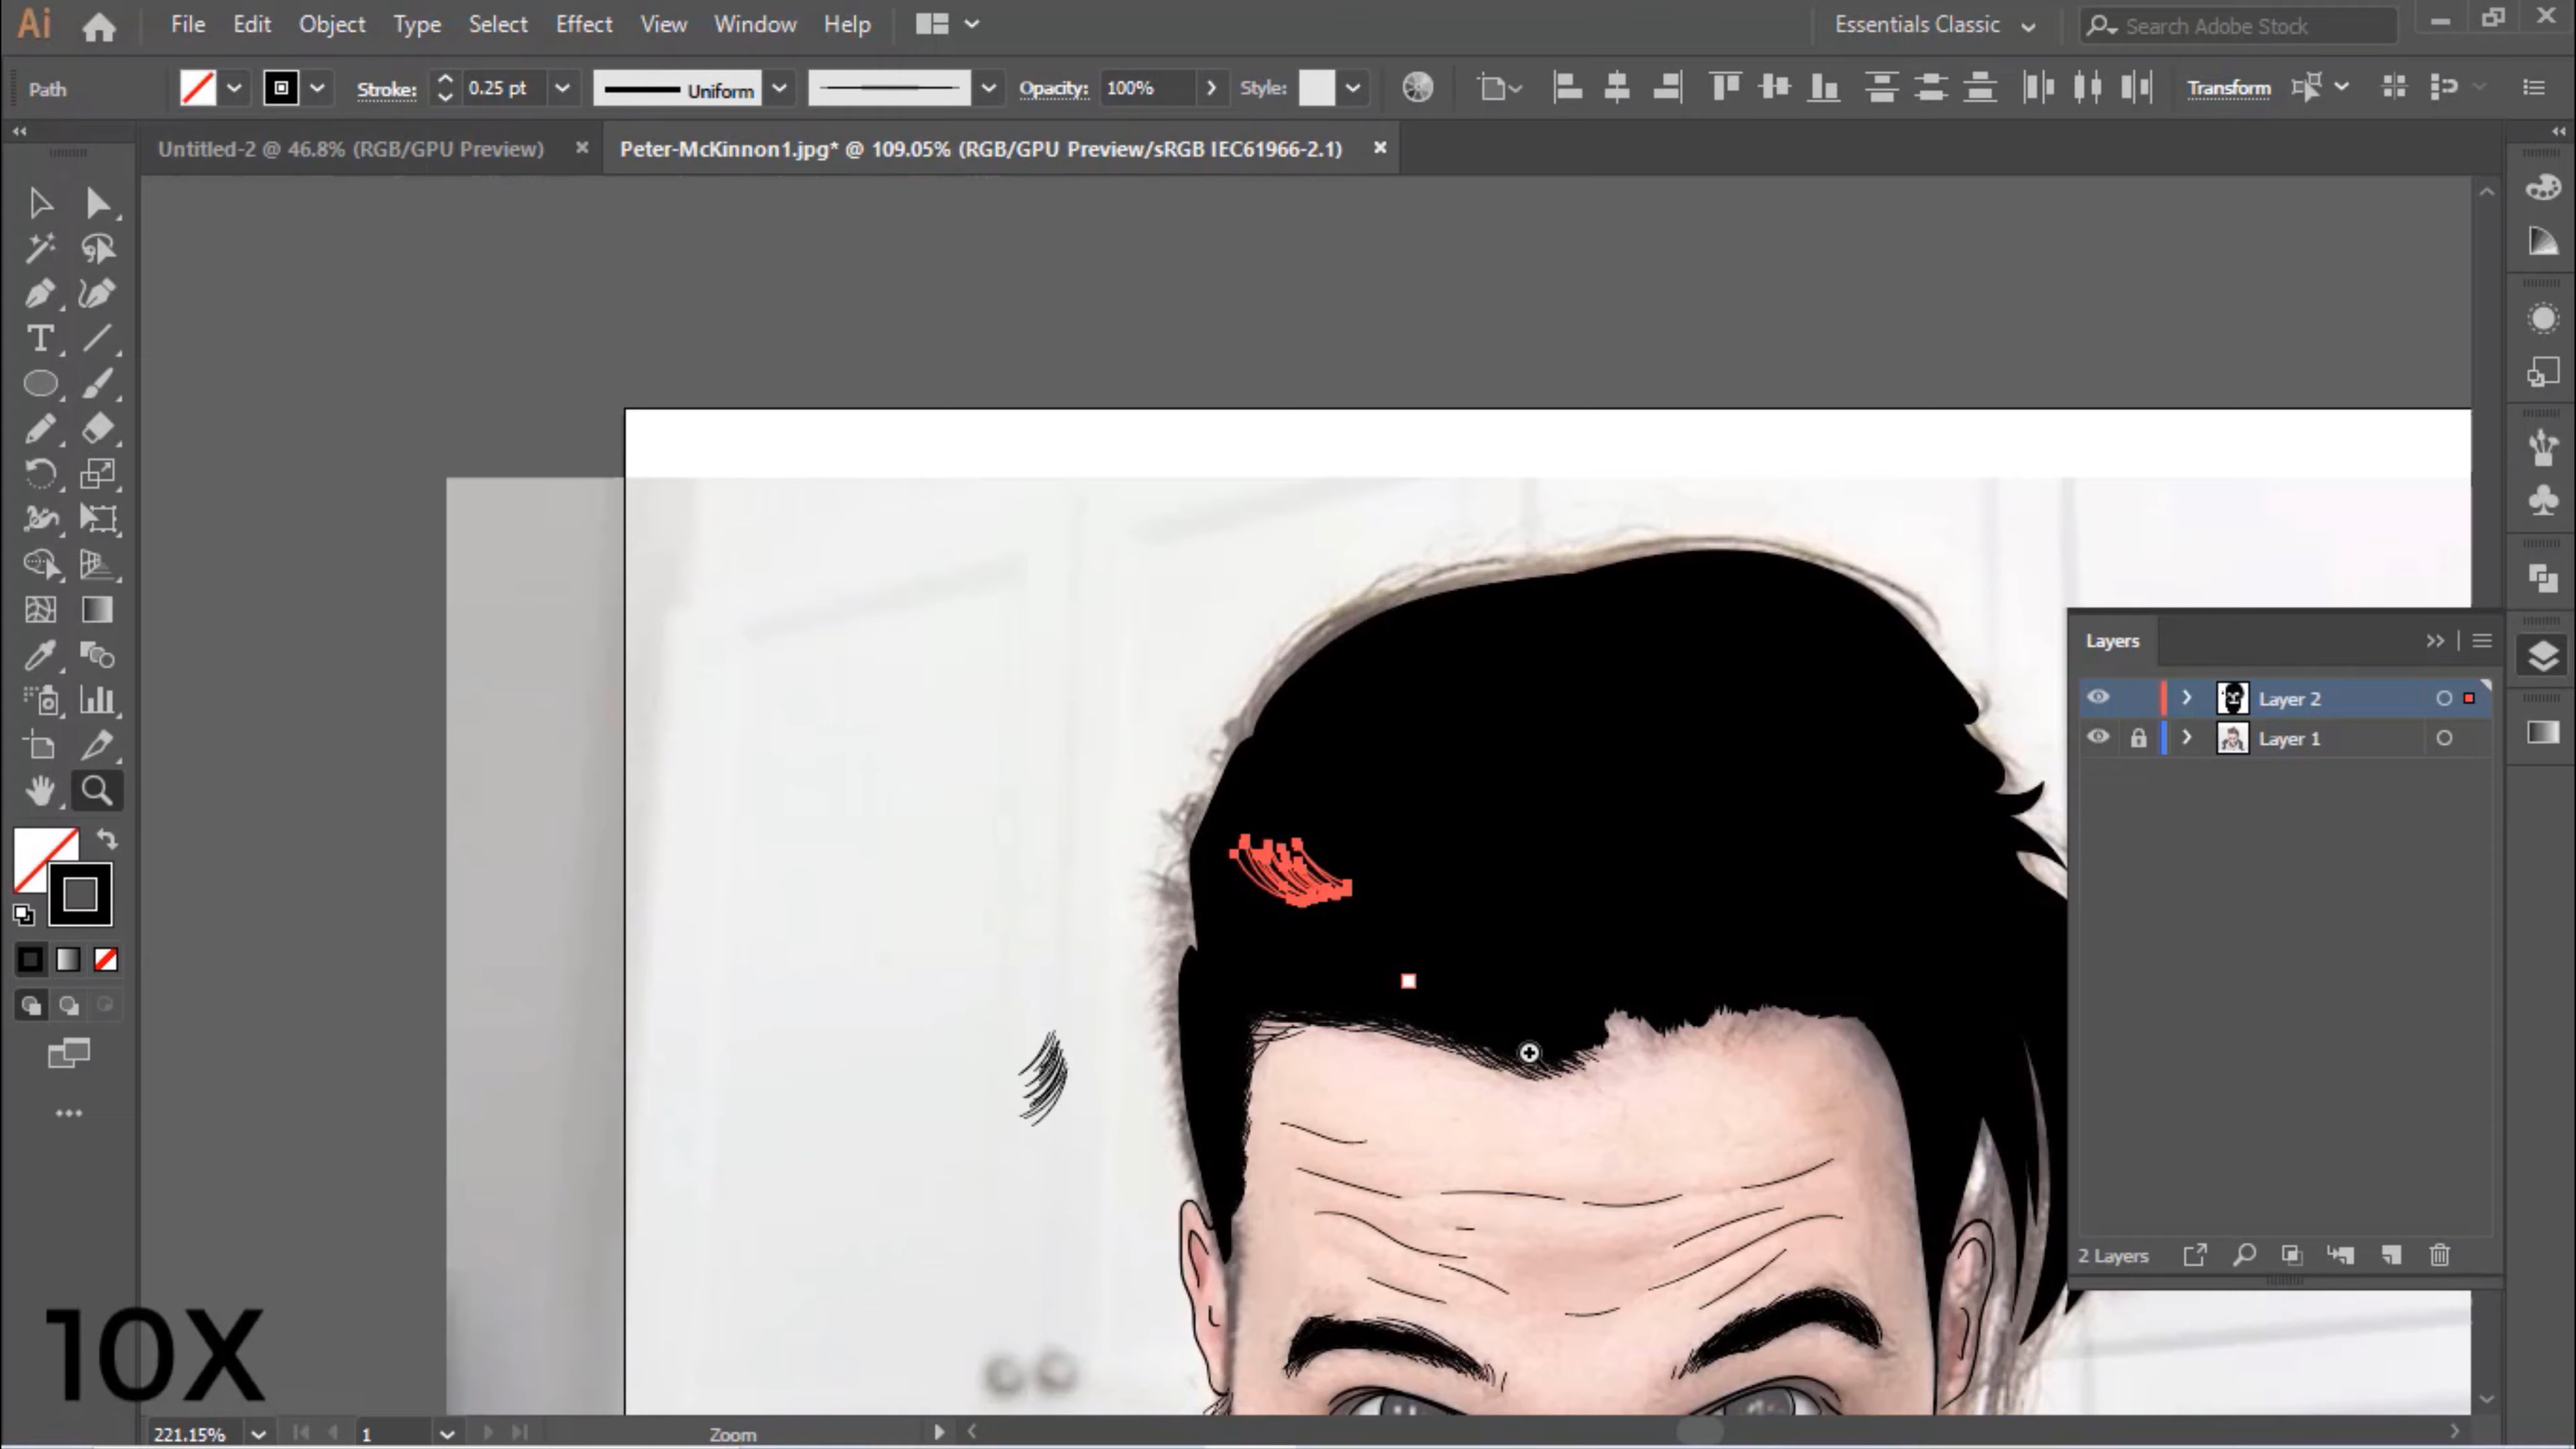 Ai File Edit Object Type Select Effect View Window Help Essentials Classic Search Adobe Stock
Path Stroke: 0.25 pt Uniform Opacity: 100% Style: Transform
Untitled-2 @ 46.8% (RGB/GPU Preview) Peter-McKinnon1.jpg* @ 109.05% (RGB/GPU Preview/sRGB IEC61966-2.1)
Layers
Layer 2
Layer 1
2 Layers
10X
221.15% 1 Zoom